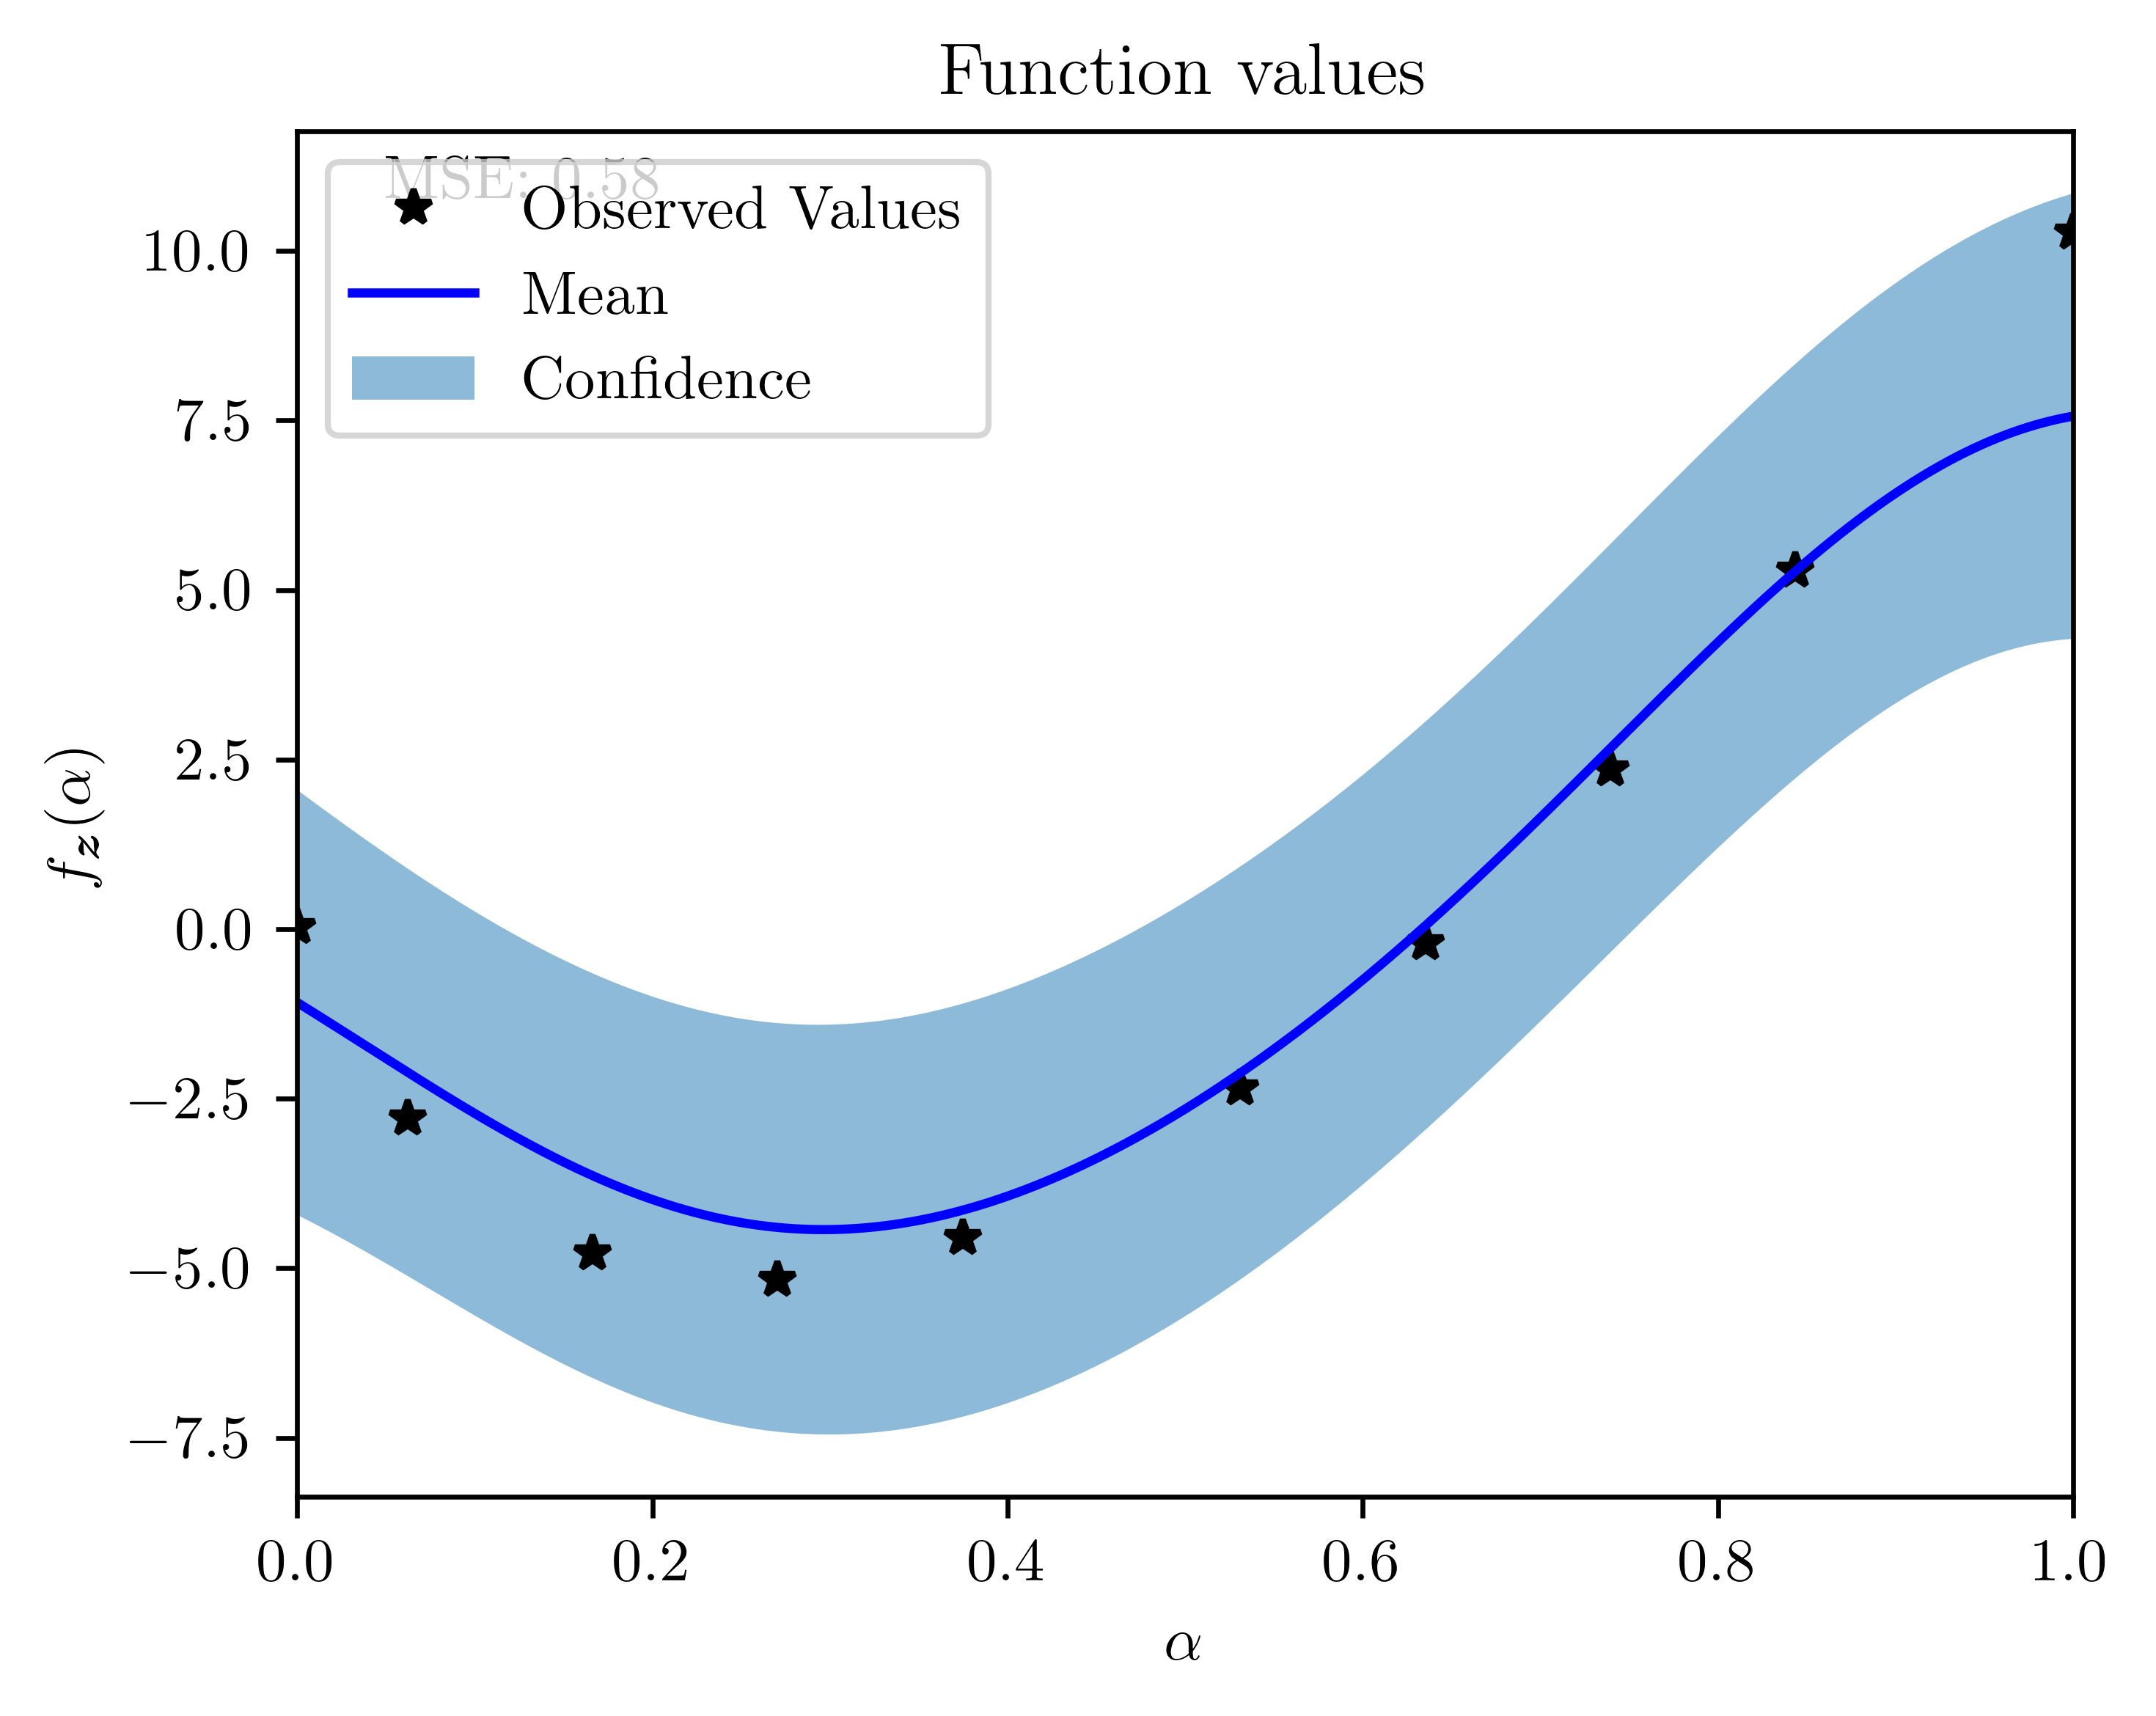 Function values
MSE: 0.58
Observed Values
Mean
Confidence
10.0
7.5
5.0
2.5
0.0
−2.5
−5.0
−7.5
f_z(α)
0.0 0.2 0.4 0.6 0.8 1.0
α